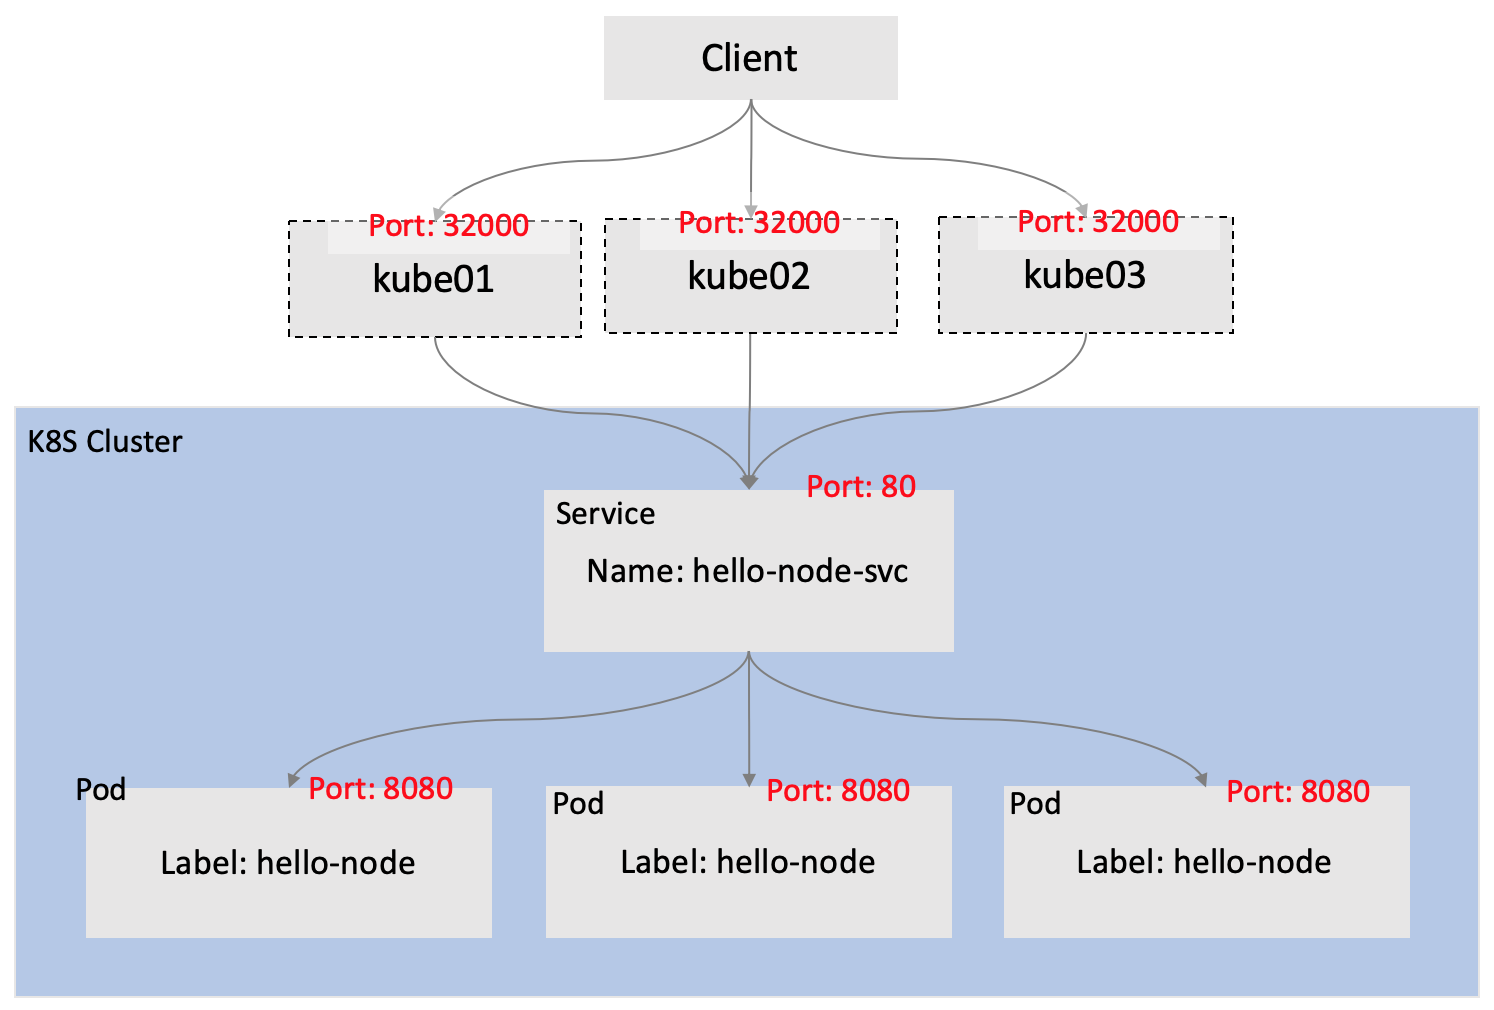 Client
Port: 32000
kube01
Port: 32000
kube02
Port: 32000
kube03
K8S Cluster
Port: 80
Service
Name: hello-node-svc
Pod
Port: 8080
Label: hello-node
Pod
Port: 8080
Label: hello-node
Pod
Port: 8080
Label: hello-node